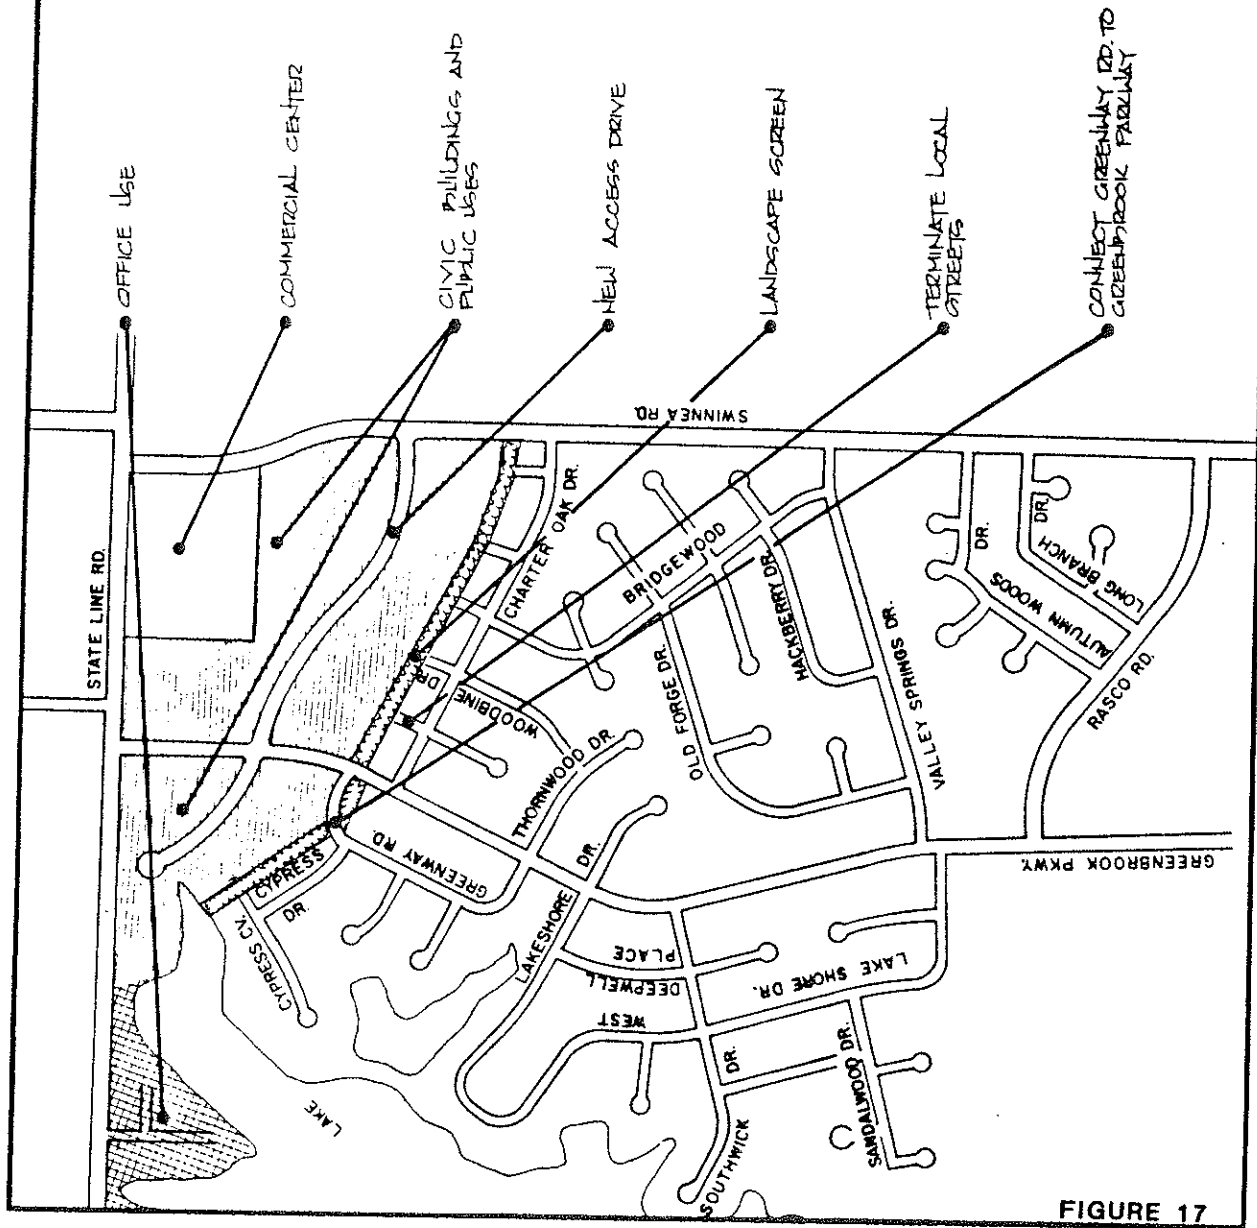 OFFICE USE
COMMERCIAL CENTER
CIVIC BUILDINGS AND
PUBLIC USES
NEW ACCESS DRIVE
LANDSCAPE SCREEN
TERMINATE LOCAL
STREETS
CONNECT GREENWAY RD. TO
GREENBROOK PARKWAY
STATE LINE RD.
SWINNEA RD.
CHARTER OAK DR.
WOODBINE DR.
BRIDGEWOOD
HACKBERRY DR.
THORNWOOD DR.
OLD FORGE DR.
VALLEY SPRINGS DR.
AUTUMN WOODS DR.
LONG BRANCH DR.
RASCO RD.
GREENBROOK PKWY.
GREENWAY RD.
CYPRESS DR.
CYPRESS CV.
LAKESHORE DR.
DEEPWELL PLACE
WEST
LAKE SHORE DR.
SOUTHWICK DR.
SANDALWOOD DR.
LAKE
FIGURE 17